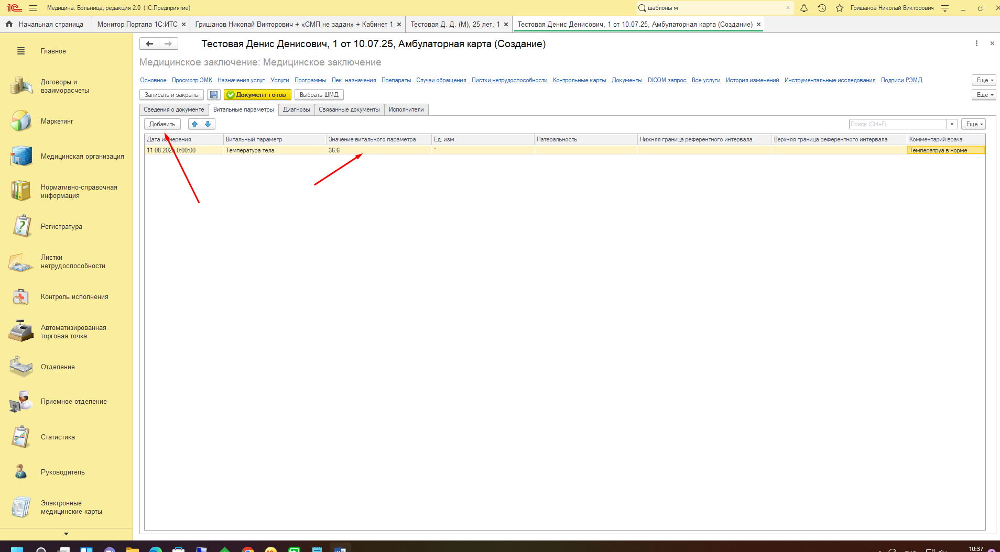 1С Медицина. Больница, редакция 2.0 (1С:Предприятие) шаблоны м × Гришанов Николай Викторович
Начальная страница Монитор Портала 1С:ИТС × Гришанов Николай Викторович + «СМП не задан» + Кабинет 1 × Тестовая Д. Д. (М), 25 лет, 1 × Тестовая Денис Денисович, 1 от 10.07.25, Амбулаторная карта (Создание) ×
Главное
Договоры и
взаиморасчеты
Маркетинг
Медицинская организация
Нормативно-справочная
информация
Регистратура
Листки
нетрудоспособности
Контроль исполнения
Автоматизированная
торговая точка
Отделение
Приемное отделение
Статистика
Руководитель
Электронные
медицинские карты
Тестовая Денис Денисович, 1 от 10.07.25, Амбулаторная карта (Создание)
Медицинское заключение: Медицинское заключение
Основное Просмотр ЭМК Назначения услуг Услуги Программы Лек. назначения Препараты Случаи обращения Листки нетрудоспособности Контрольные карты Документы DICOM запрос Все услуги История изменений Инструментальные исследования Подписи РЭМД Еще
Записать и закрыть Документ готов Выбрать ШМД Еще
Сведения о документе Витальные параметры Диагнозы Связанные документы Исполнители
Добавить Поиск (Ctrl+F) × Еще
Дата измерения Витальный параметр Значение витального параметра Ед. изм. Латеральность Нижняя граница референтного интервала Верхняя граница референтного интервала Комментарий врача
11.08.2025 0:00:00 Температура тела 36.6 ° Температруа в норме
10:37